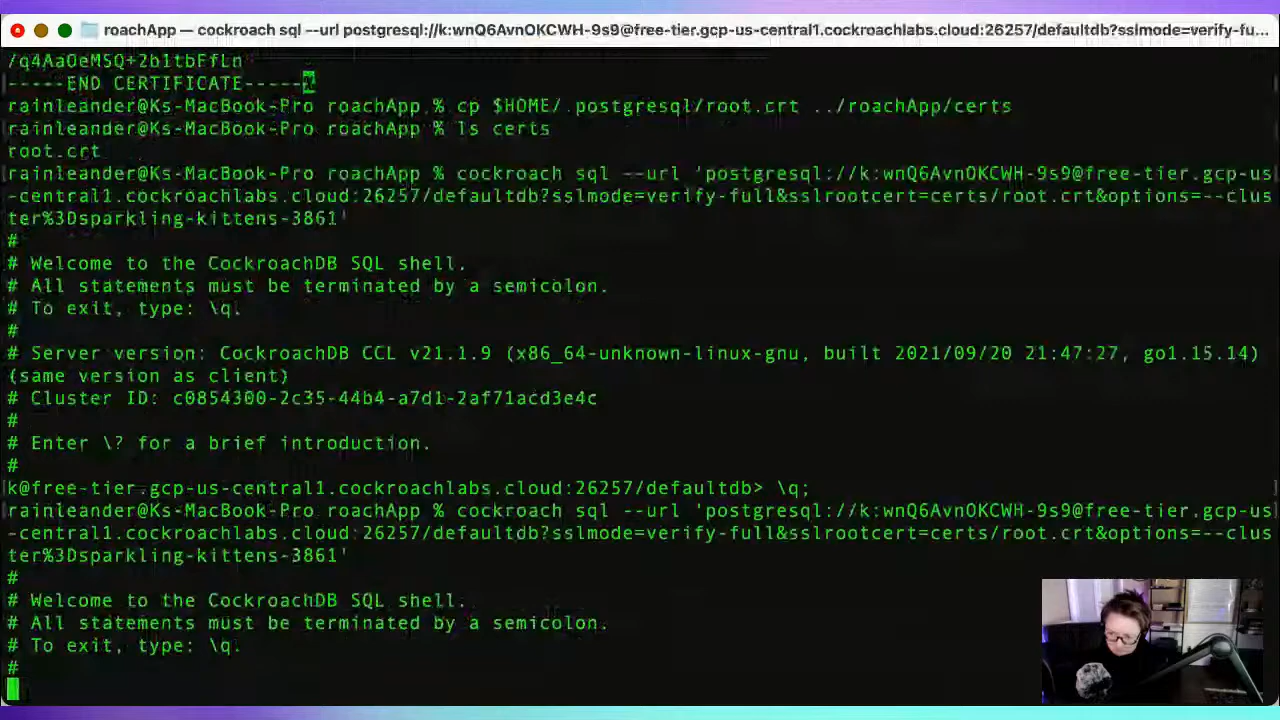 roachApp — cockroach sql --url postgresql://k:wnQ6AvnOKCWH-9s9@free-tier.gcp-us-central1.cockroachlabs.cloud:26257/defaultdb?sslmode=verify-fu...
/q4AaOeM5Q+2b1tbFfLn
-----END CERTIFICATE-----%
rainleander@Ks-MacBook-Pro roachApp % cp $HOME/.postgresql/root.crt ../roachApp/certs
rainleander@Ks-MacBook-Pro roachApp % ls certs
root.crt
rainleander@Ks-MacBook-Pro roachApp % cockroach sql --url 'postgresql://k:wnQ6AvnOKCWH-9s9@free-tier.gcp-us
-central1.cockroachlabs.cloud:26257/defaultdb?sslmode=verify-full&sslrootcert=certs/root.crt&options=--clus
ter%3Dsparkling-kittens-3861'
#
# Welcome to the CockroachDB SQL shell.
# All statements must be terminated by a semicolon.
# To exit, type: \q.
#
# Server version: CockroachDB CCL v21.1.9 (x86_64-unknown-linux-gnu, built 2021/09/20 21:47:27, go1.15.14)
(same version as client)
# Cluster ID: c0854300-2c35-44b4-a7d1-2af71acd3e4c
#
# Enter \? for a brief introduction.
#
k@free-tier.gcp-us-central1.cockroachlabs.cloud:26257/defaultdb> \q;
rainleander@Ks-MacBook-Pro roachApp % cockroach sql --url 'postgresql://k:wnQ6AvnOKCWH-9s9@free-tier.gcp-us
-central1.cockroachlabs.cloud:26257/defaultdb?sslmode=verify-full&sslrootcert=certs/root.crt&options=--clus
ter%3Dsparkling-kittens-3861'
#
# Welcome to the CockroachDB SQL shell.
# All statements must be terminated by a semicolon.
# To exit, type: \q.
#